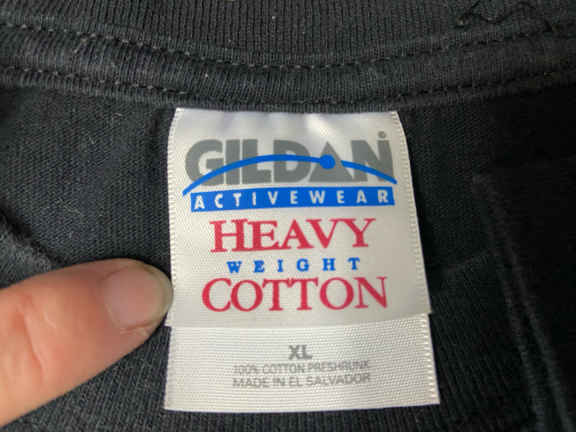 GILDAN
ACTIVEWEAR
HEAVY
WEIGHT
COTTON
XL
100% COTTON PRESHRUNK
MADE IN EL SALVADOR